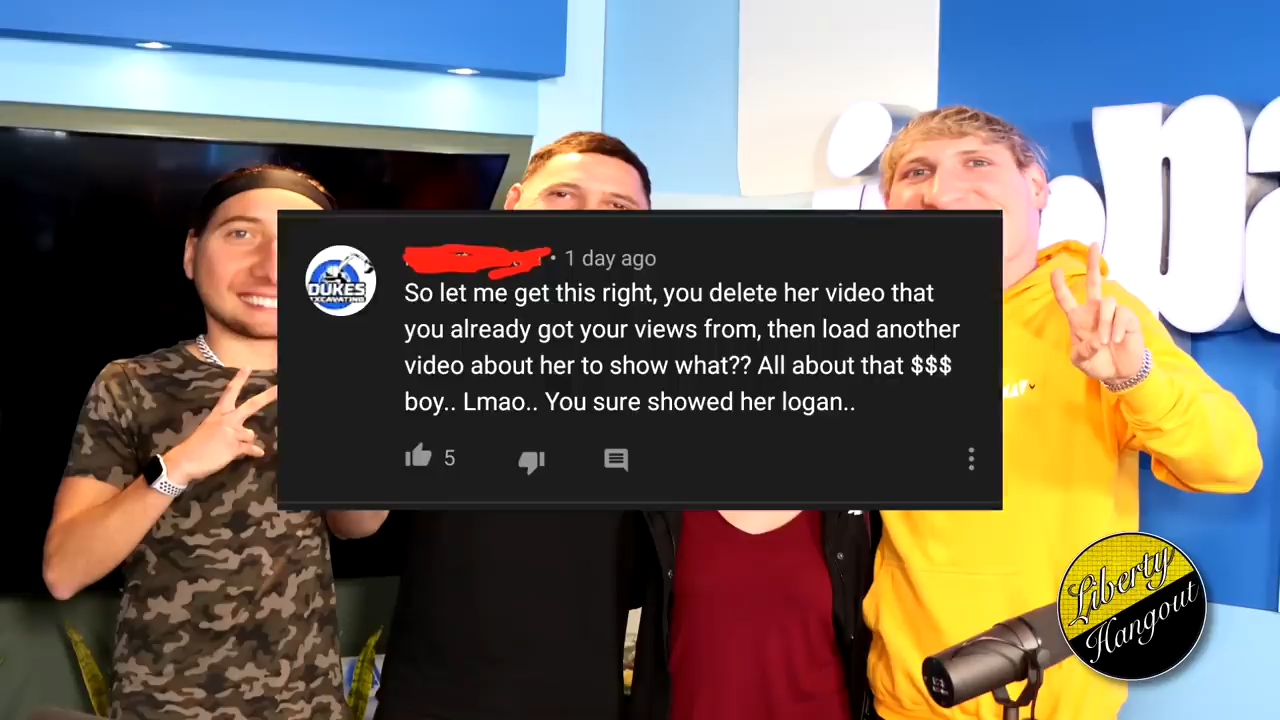 • 1 day ago
So let me get this right, you delete her video that
you already got your views from, then load another
video about her to show what?? All about that $$$
boy.. Lmao.. You sure showed her logan..
5
DUKES
EXCAVATING
Liberty
Hangout